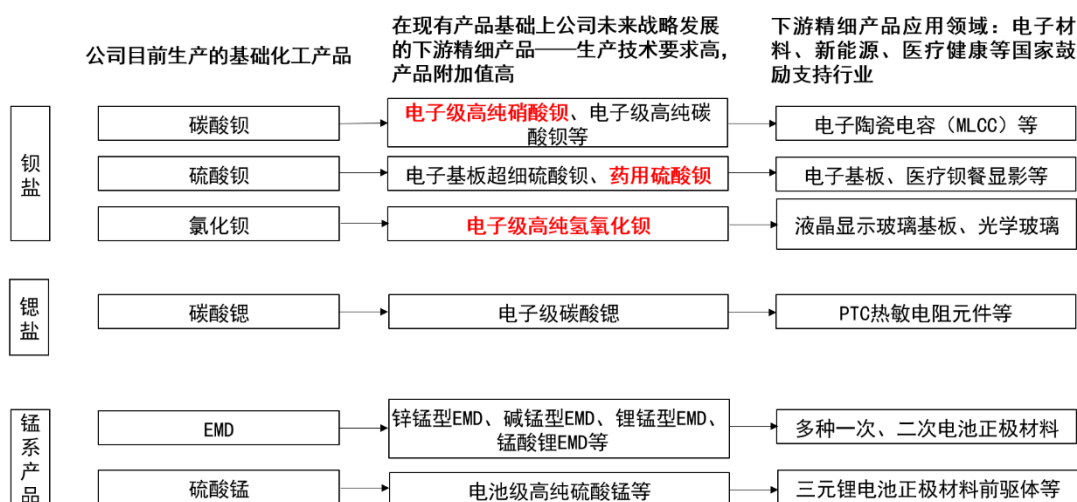 公司目前生产的基础化工产品
在现有产品基础上公司未来战略发展
的下游精细产品——生产技术要求高，
产品附加值高
下游精细产品应用领域：电子材
料、新能源、医疗健康等国家鼓
励支持行业
钡盐
碳酸钡
电子级高纯硝酸钡、电子级高纯碳
酸钡等
电子陶瓷电容（MLCC）等
硫酸钡
电子基板超细硫酸钡、药用硫酸钡
电子基板、医疗钡餐显影等
氯化钡
电子级高纯氢氧化钡
液晶显示玻璃基板、光学玻璃
锶盐
碳酸锶
电子级碳酸锶
PTC热敏电阻元件等
锰系产品
EMD
锌锰型EMD、碱锰型EMD、锂锰型EMD、
锰酸锂EMD等
多种一次、二次电池正极材料
硫酸锰
电池级高纯硫酸锰等
三元锂电池正极材料前驱体等